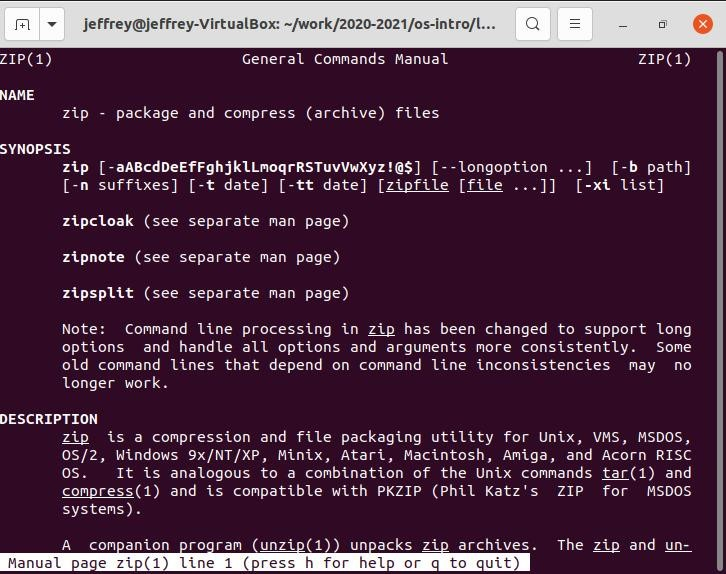 jeffrey@jeffrey-VirtualBox: ~/work/2020-2021/os-intro/l...
ZIP(1) General Commands Manual ZIP(1)
NAME
zip - package and compress (archive) files
SYNOPSIS
zip [-aABcdDeEfFghjklLmoqrRSTuvVwXyz!@$] [--longoption ...] [-b path]
[-n suffixes] [-t date] [-tt date] [zipfile [file ...]] [-xi list]
zipcloak (see separate man page)
zipnote (see separate man page)
zipsplit (see separate man page)
Note: Command line processing in zip has been changed to support long
options and handle all options and arguments more consistently. Some
old command lines that depend on command line inconsistencies may no
longer work.
DESCRIPTION
zip is a compression and file packaging utility for Unix, VMS, MSDOS,
OS/2, Windows 9x/NT/XP, Minix, Atari, Macintosh, Amiga, and Acorn RISC
OS. It is analogous to a combination of the Unix commands tar(1) and
compress(1) and is compatible with PKZIP (Phil Katz's ZIP for MSDOS
systems).
A companion program (unzip(1)) unpacks zip archives. The zip and un-
Manual page zip(1) line 1 (press h for help or q to quit)